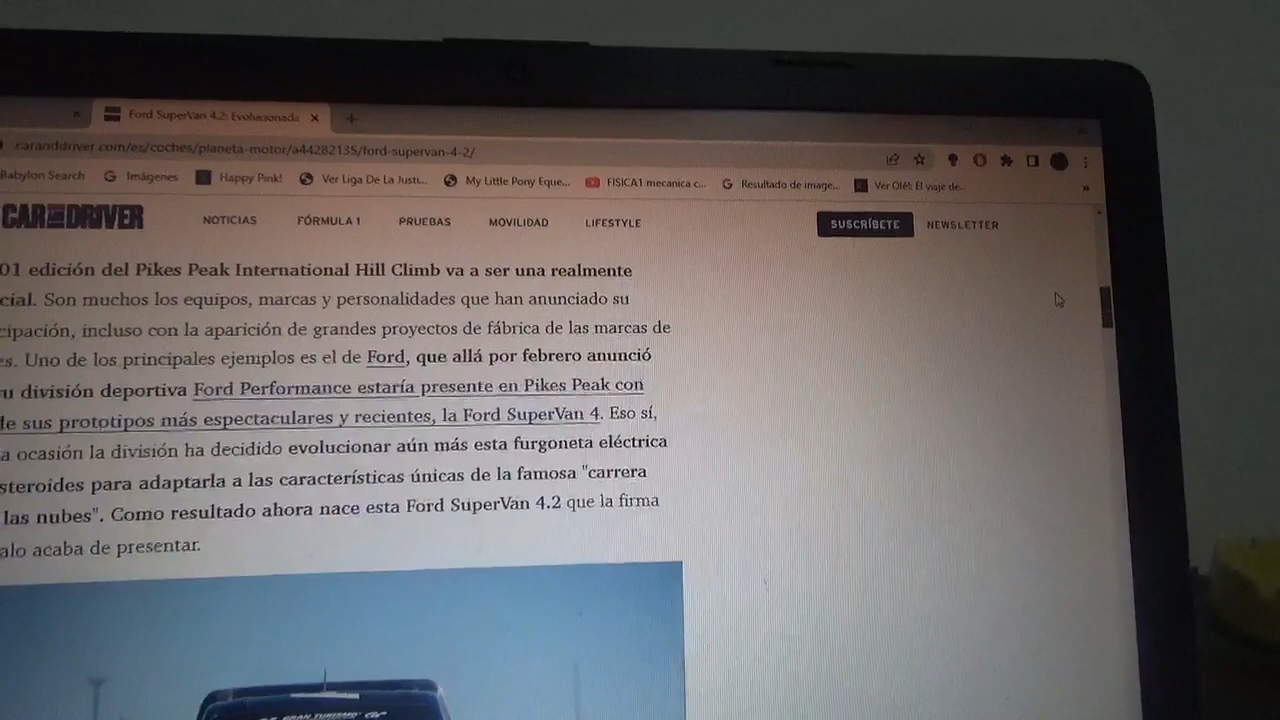 Ford SuperVan 4.2: Evolucionada
caranddriver.com/es/coches/planeta-motor/a44282135/ford-supervan-4-2/
Babylon Search Imágenes Happy Pink! Ver Liga De La Justi... My Little Pony Eque... FISICA1 mecanica c... Resultado de image... Ver Olé!: El viaje de...
CAR AND DRIVER NOTICIAS FÓRMULA 1 PRUEBAS MOVILIDAD LIFESTYLE SUSCRÍBETE NEWSLETTER
01 edición del Pikes Peak International Hill Climb va a ser una realmente
cial. Son muchos los equipos, marcas y personalidades que han anunciado su
cipación, incluso con la aparición de grandes proyectos de fábrica de las marcas de
es. Uno de los principales ejemplos es el de Ford, que allá por febrero anunció
u división deportiva Ford Performance estaría presente en Pikes Peak con
de sus prototipos más espectaculares y recientes, la Ford SuperVan 4. Eso sí,
a ocasión la división ha decidido evolucionar aún más esta furgoneta eléctrica
steroides para adaptarla a las características únicas de la famosa "carrera
las nubes". Como resultado ahora nace esta Ford SuperVan 4.2 que la firma
alo acaba de presentar.
GRAN TURISMO GT